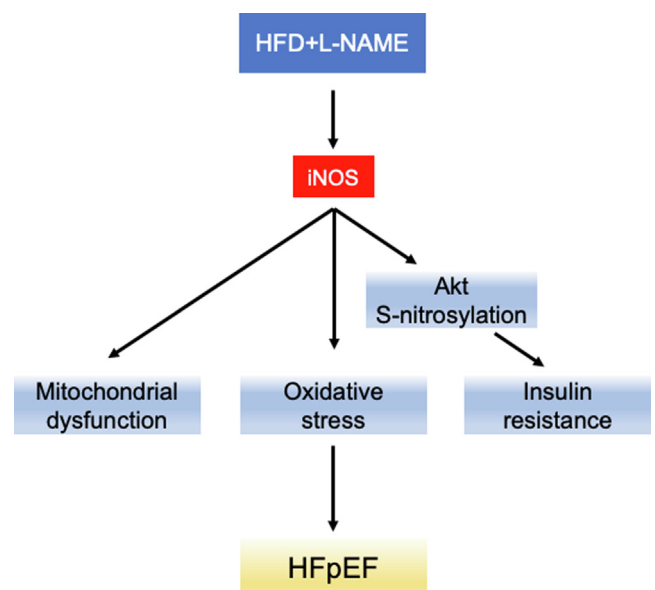 HFD+L-NAME
iNOS
Akt
S-nitrosylation
Mitochondrial
dysfunction
Oxidative
stress
Insulin
resistance
HFpEF